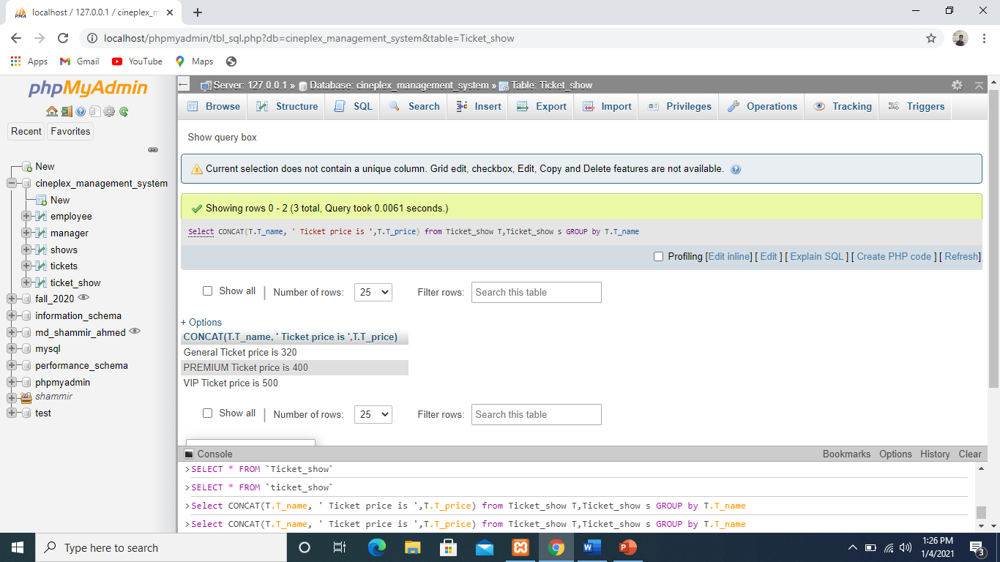 localhost / 127.0.0.1 / cineplex_m
localhost/phpmyadmin/tbl_sql.php?db=cineplex_management_system&table=Ticket_show
Apps Gmail YouTube Maps
phpMyAdmin
Recent Favorites
New
cineplex_management_system
New
employee
manager
shows
tickets
ticket_show
fall_2020
information_schema
md_shammir_ahmed
mysql
performance_schema
phpmyadmin
shammir
test
Server: 127.0.0.1 » Database: cineplex_management_system » Table: Ticket_show
Browse Structure SQL Search Insert Export Import Privileges Operations Tracking Triggers
Show query box
Current selection does not contain a unique column. Grid edit, checkbox, Edit, Copy and Delete features are not available.
Showing rows 0 - 2 (3 total, Query took 0.0061 seconds.)
Select CONCAT(T.T_name, ' Ticket price is ',T.T_price) from Ticket_show T,Ticket_show s GROUP by T.T_name
Profiling [Edit inline] [ Edit ] [ Explain SQL ] [ Create PHP code ] [ Refresh]
Show all | Number of rows: 25 Filter rows: Search this table
+ Options
CONCAT(T.T_name, ' Ticket price is ',T.T_price)
General Ticket price is 320
PREMIUM Ticket price is 400
VIP Ticket price is 500
Show all | Number of rows: 25 Filter rows: Search this table
Console Bookmarks Options History Clear
>SELECT * FROM `Ticket_show`
>SELECT * FROM `ticket_show`
>Select CONCAT(T.T_name, ' Ticket price is ',T.T_price) from Ticket_show T,Ticket_show s GROUP by T.T_name
>Select CONCAT(T.T_name, ' Ticket price is ',T.T_price) from Ticket_show T,Ticket_show s GROUP by T.T_name
Type here to search
1:26 PM
1/4/2021
3